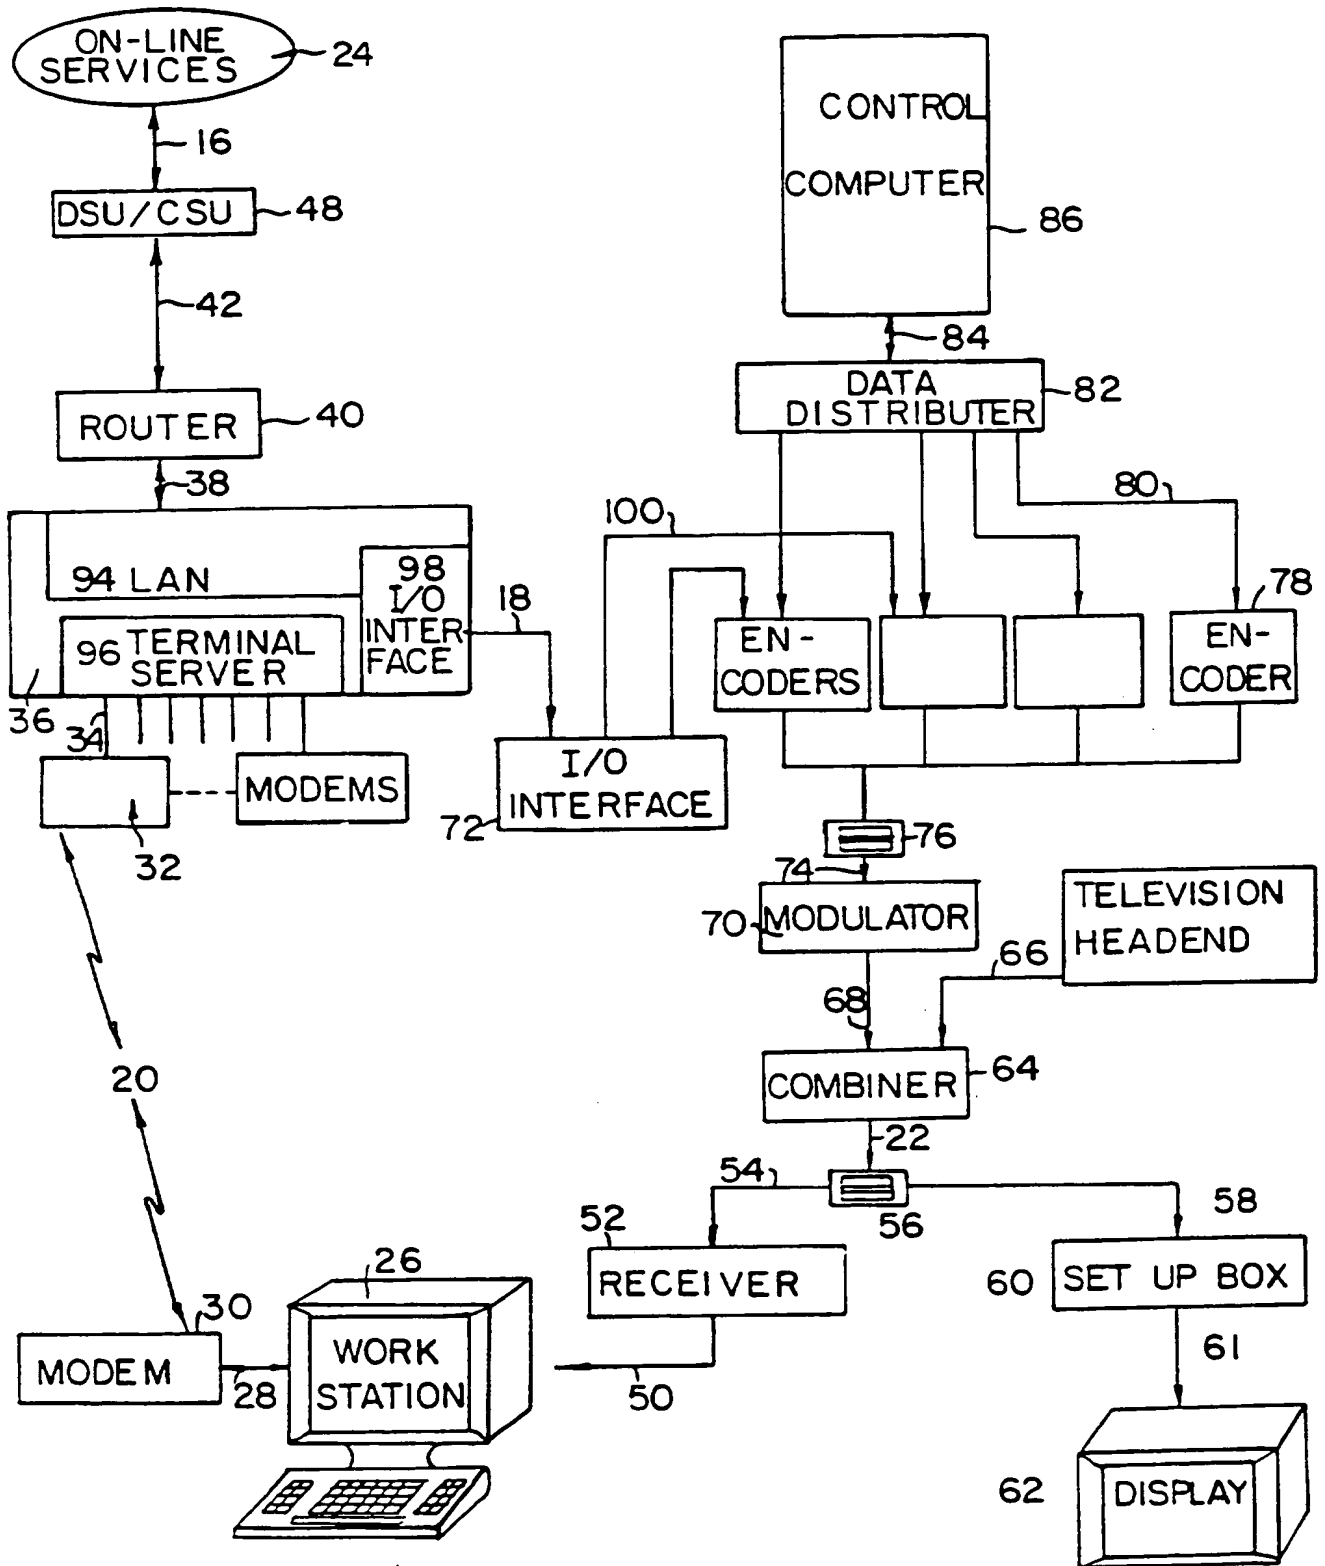 ON-LINE
SERVICES
24
16
DSU/CSU
48
42
ROUTER
40
38
94 LAN
98
I/O
INTER-
FACE
96 TERMINAL
SERVER
36
34
32
MODEMS
18
I/O
INTERFACE
72
100
CONTROL
COMPUTER
86
84
DATA
DISTRIBUTER
82
80
78
EN-
CODERS
EN-
CODER
76
74
70 MODULATOR
TELEVISION
HEADEND
66
68
COMBINER
64
22
54
56
58
52
RECEIVER
60
SET UP BOX
61
50
20
30
MODEM
28
26
WORK
STATION
62
DISPLAY